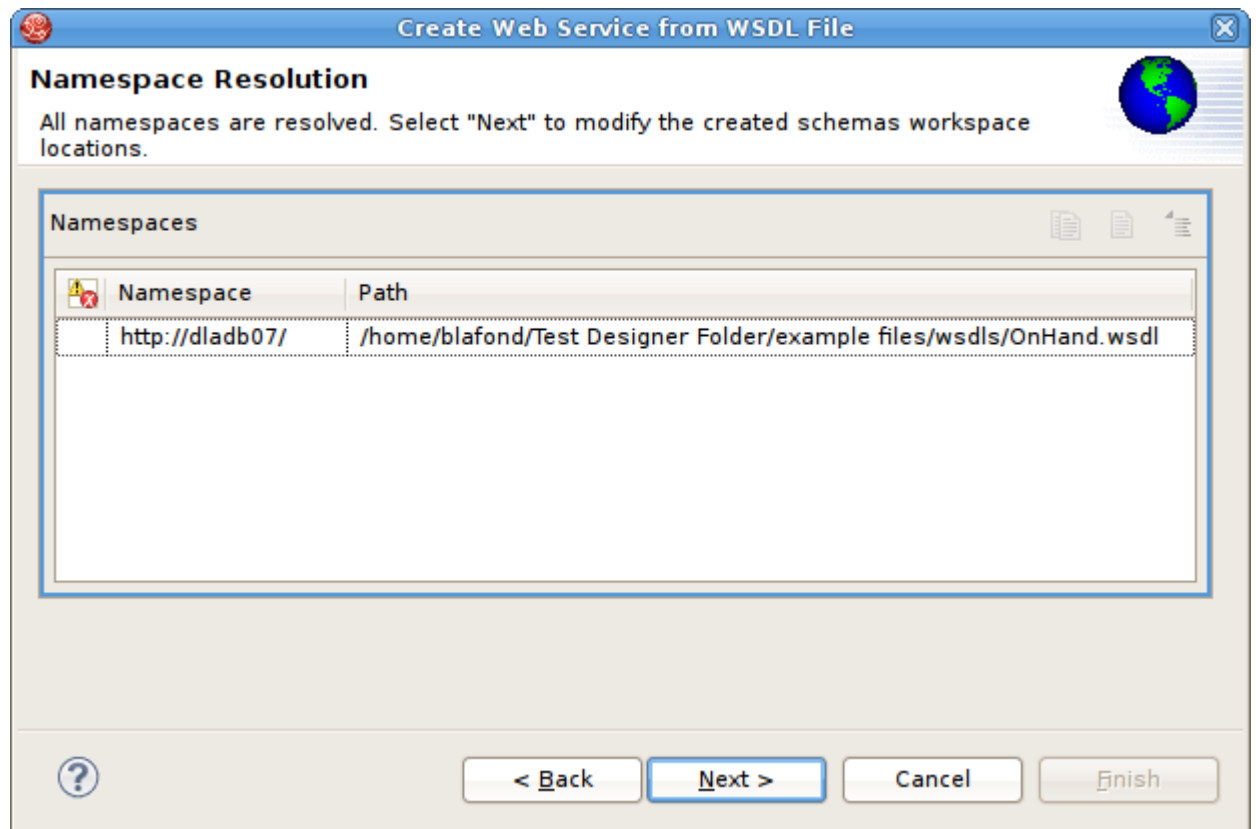 Create Web Service from WSDL File
Namespace Resolution
All namespaces are resolved. Select "Next" to modify the created schemas workspace
locations.
Namespaces
Namespace Path
http://dladb07/ /home/blafond/Test Designer Folder/example files/wsdls/OnHand.wsdl
< Back Next > Cancel Finish